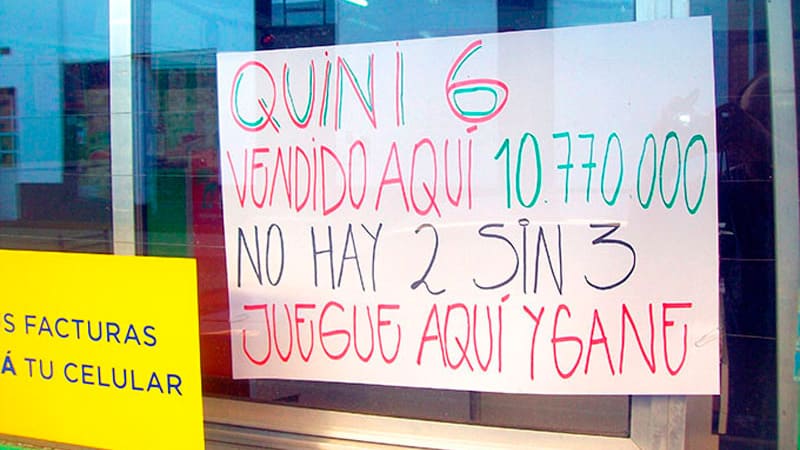 QUINI 6
VENDIDO AQUÍ 10.770.000
NO HAY 2 SIN 3
JUEGUE AQUÍ Y GANE
S FACTURAS
Á TU CELULAR